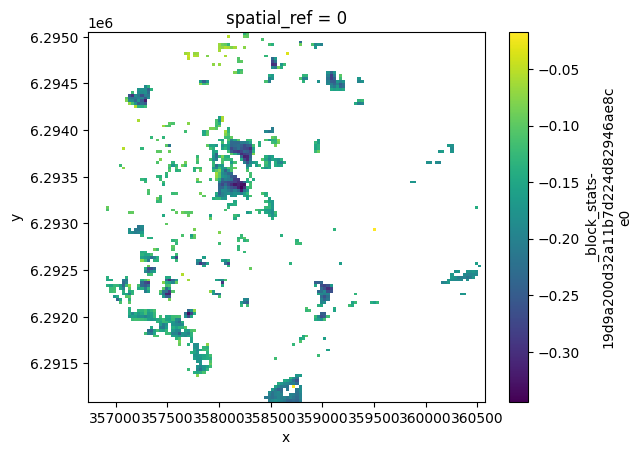 spatial_ref = 0
1e6
6.2950
6.2945
6.2940
6.2935
6.2930
6.2925
6.2920
6.2915
y
357000 357500 358000 358500 359000 359500 360000 360500
x
−0.05
−0.10
−0.15
−0.20
−0.25
−0.30
_block_stats-
19d9a200d32a11b7d224d82946ae8c
e0